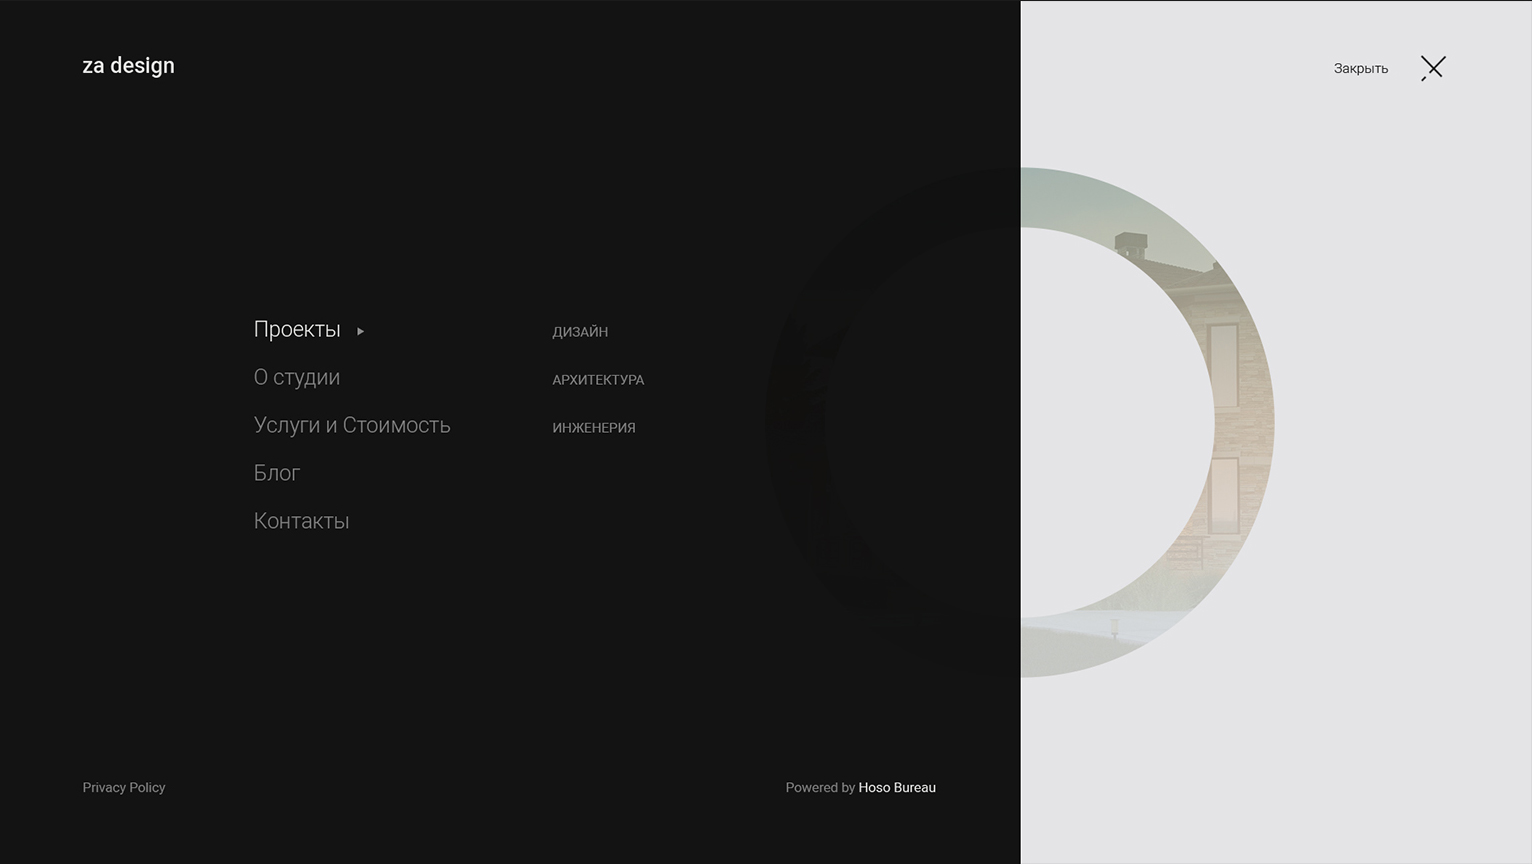 za design
Закрыть
Проекты
ДИЗАЙН
О студии
АРХИТЕКТУРА
Услуги и Стоимость
ИНЖЕНЕРИЯ
Блог
Контакты
Privacy Policy
Powered by Hoso Bureau